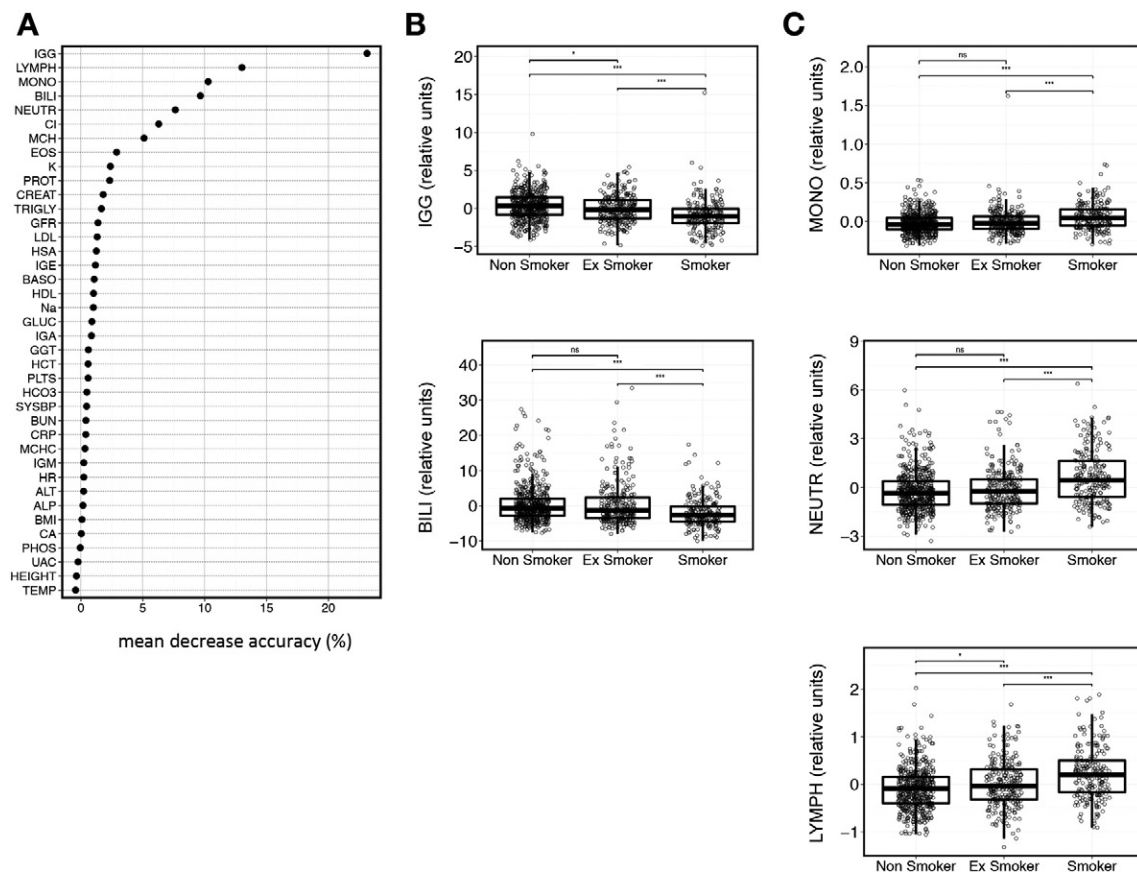 A
IGG
LYMPH
MONO
BILI
NEUTR
Cl
MCH
EOS
K
PROT
CREAT
TRIGLY
GFR
LDL
HSA
IGE
BASO
HDL
Na
GLUC
IGA
GGT
HCT
PLTS
HCO3
SYSBP
BUN
CRP
MCHC
IGM
HR
ALT
ALP
BMI
CA
PHOS
UAC
HEIGHT
TEMP
0 5 10 15 20
mean decrease accuracy (%)
B
IGG (relative units)
20
15
10
5
0
−5
*
***
***
Non Smoker Ex Smoker Smoker
BILI (relative units)
40
30
20
10
0
−10
ns
***
***
Non Smoker Ex Smoker Smoker
C
MONO (relative units)
2.0
1.5
1.0
0.5
0.0
ns
***
***
Non Smoker Ex Smoker Smoker
NEUTR (relative units)
9
6
3
0
−3
ns
***
***
Non Smoker Ex Smoker Smoker
LYMPH (relative units)
2
1
0
−1
*
***
***
Non Smoker Ex Smoker Smoker